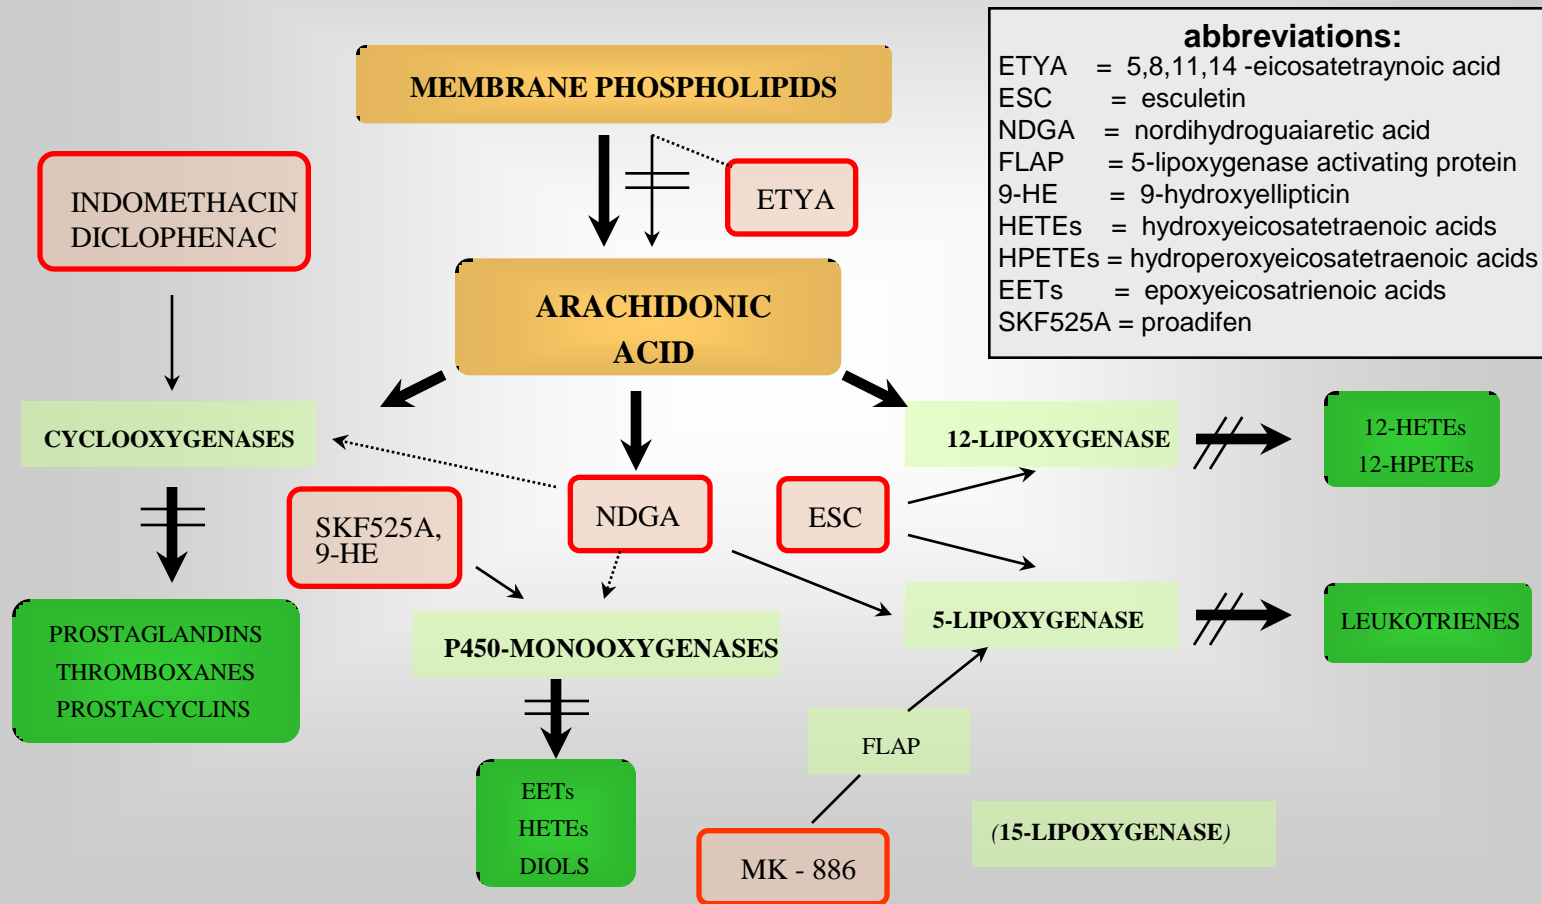 abbreviations:
ETYA = 5,8,11,14 -eicosatetraynoic acid
ESC = esculetin
NDGA = nordihydroguaiaretic acid
FLAP = 5-lipoxygenase activating protein
9-HE = 9-hydroxyellipticin
HETEs = hydroxyeicosatetraenoic acids
HPETEs = hydroperoxyeicosatetraenoic acids
EETs = epoxyeicosatrienoic acids
SKF525A = proadifen
MEMBRANE PHOSPHOLIPIDS
INDOMETHACIN
DICLOPHENAC
ETYA
ARACHIDONIC
ACID
CYCLOOXYGENASES
12-LIPOXYGENASE
12-HETEs
12-HPETEs
SKF525A,
9-HE
NDGA
ESC
PROSTAGLANDINS
THROMBOXANES
PROSTACYCLINS
P450-MONOOXYGENASES
5-LIPOXYGENASE
LEUKOTRIENES
FLAP
EETs
HETEs
DIOLS
MK - 886
(15-LIPOXYGENASE)